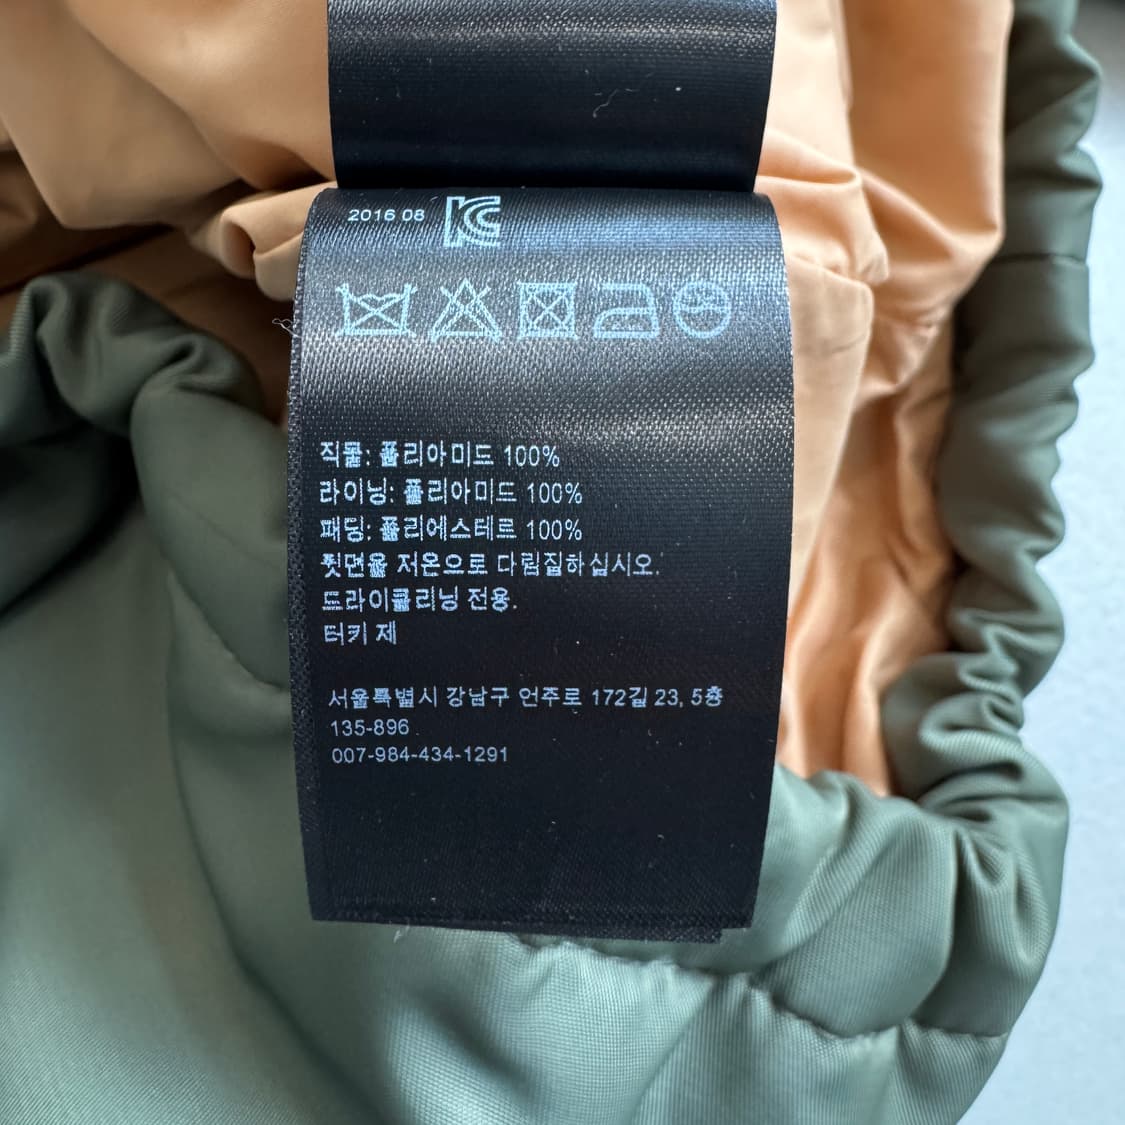 2016 08 KC
직물: 폴리아미드 100%
라이닝: 폴리아미드 100%
패딩: 폴리에스테르 100%
뒷면을 저온으로 다림질하십시오.
드라이클리닝 전용.
터키 제
서울특별시 강남구 언주로 172길 23, 5층
135-896
007-984-434-1291